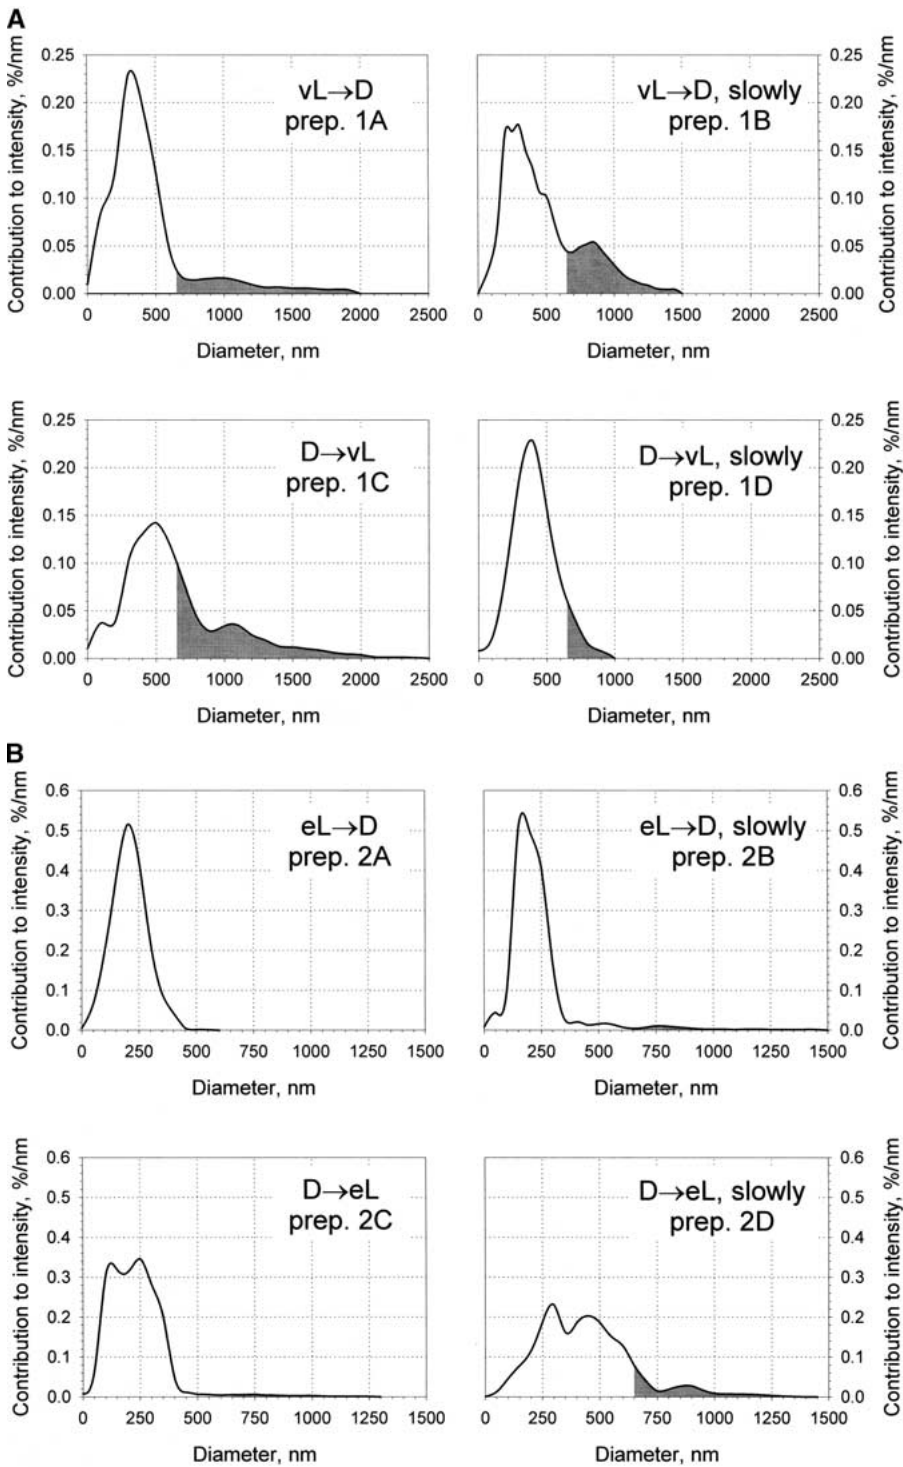 A
Contribution to intensity, %/nm
0.25
0.20
0.15
0.10
0.05
0.00
vL→D
prep. 1A
0 500 1000 1500 2000 2500
Diameter, nm
vL→D, slowly
prep. 1B
0.25
0.20
0.15
0.10
0.05
0.00
Contribution to intensity, %/nm
0 500 1000 1500 2000 2500
Diameter, nm
Contribution to intensity, %/nm
0.25
0.20
0.15
0.10
0.05
0.00
D→vL
prep. 1C
0 500 1000 1500 2000 2500
Diameter, nm
D→vL, slowly
prep. 1D
0.25
0.20
0.15
0.10
0.05
0.00
Contribution to intensity, %/nm
0 500 1000 1500 2000 2500
Diameter, nm
B
Contribution to intensity, %/nm
0.6
0.5
0.4
0.3
0.2
0.1
0.0
eL→D
prep. 2A
0 250 500 750 1000 1250 1500
Diameter, nm
eL→D, slowly
prep. 2B
0.6
0.5
0.4
0.3
0.2
0.1
0.0
Contribution to intensity, %/nm
0 250 500 750 1000 1250 1500
Diameter, nm
Contribution to intensity, %/nm
0.6
0.5
0.4
0.3
0.2
0.1
0.0
D→eL
prep. 2C
0 250 500 750 1000 1250 1500
Diameter, nm
D→eL, slowly
prep. 2D
0.6
0.5
0.4
0.3
0.2
0.1
0.0
Contribution to intensity, %/nm
0 250 500 750 1000 1250 1500
Diameter, nm